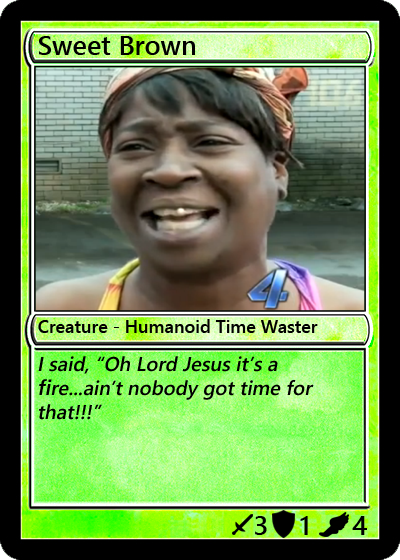 Sweet Brown
4
Creature - Humanoid Time Waster
I said, “Oh Lord Jesus it’s a
fire...ain’t nobody got time for
that!!!”
3 1 4